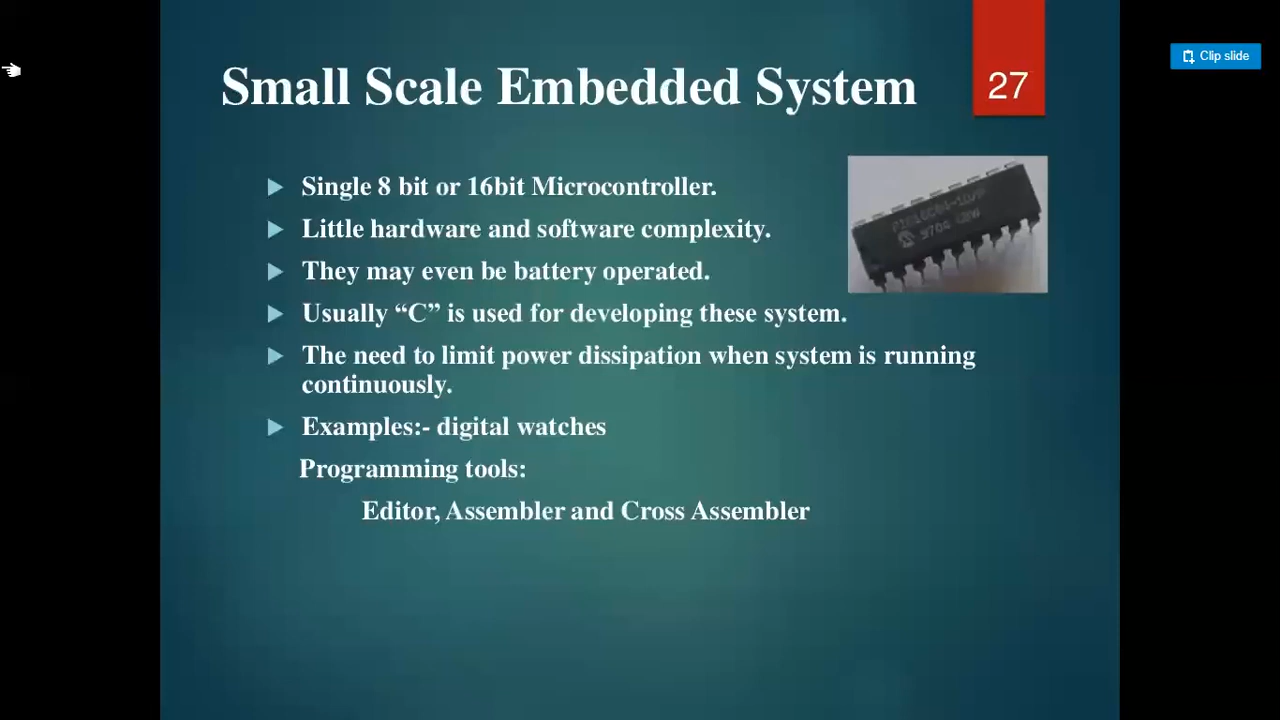 Small Scale Embedded System
27
Clip slide
Single 8 bit or 16bit Microcontroller.
Little hardware and software complexity.
They may even be battery operated.
Usually “C” is used for developing these system.
The need to limit power dissipation when system is running
continuously.
Examples:- digital watches
Programming tools:
Editor, Assembler and Cross Assembler